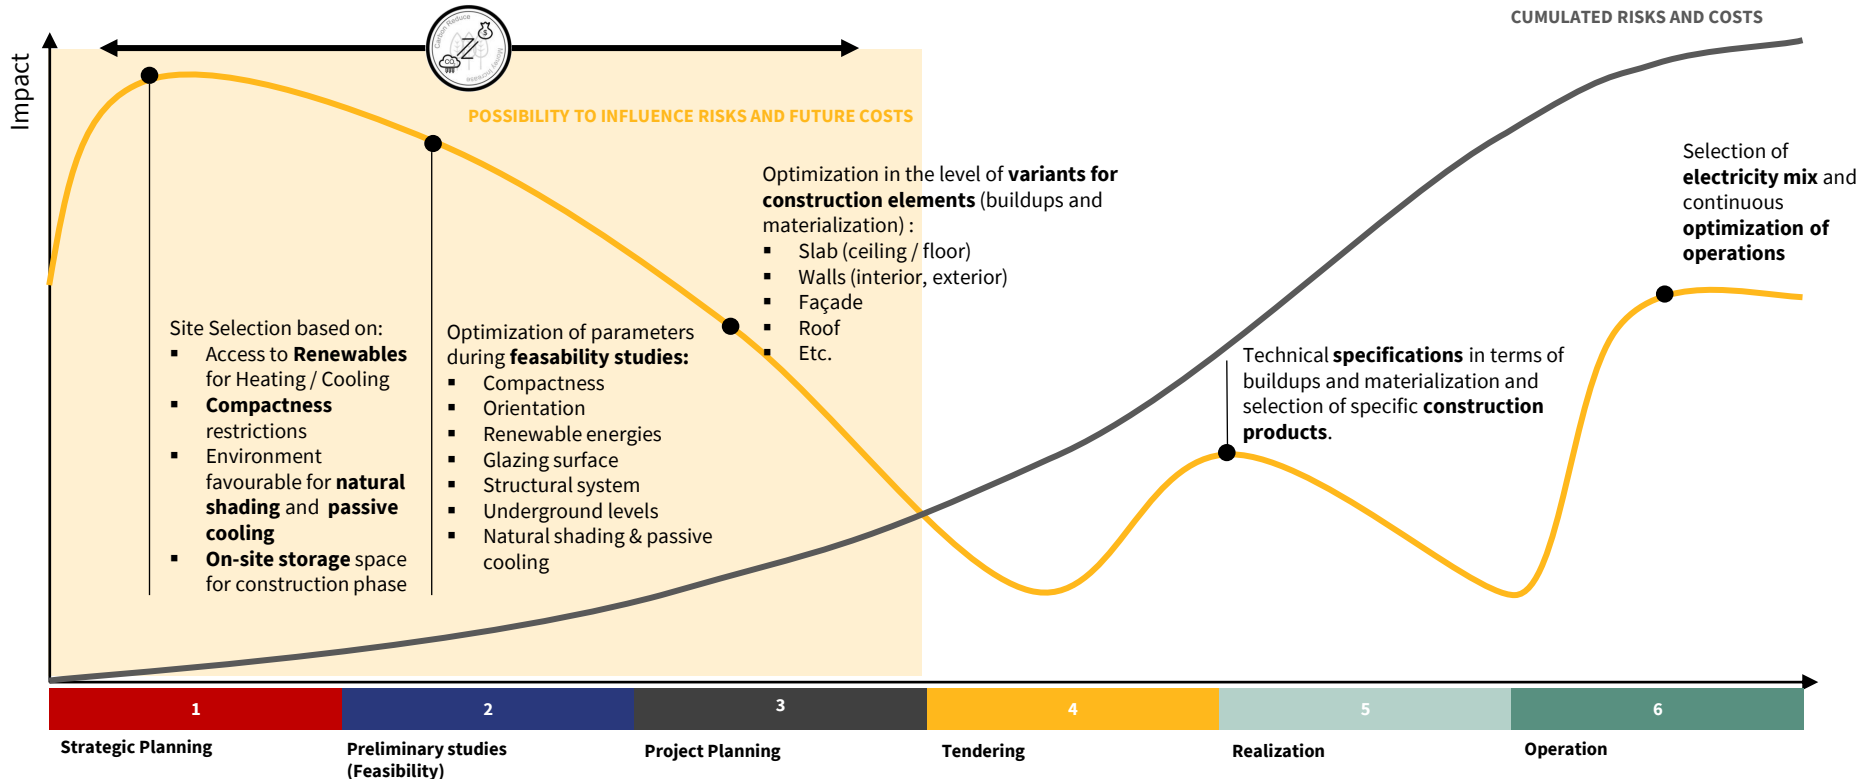 CUMULATED RISKS AND COSTS
Impact
Carbon Reduce
$
CO₂
Money Increase
POSSIBILITY TO INFLUENCE RISKS AND FUTURE COSTS
Site Selection based on:
▪ Access to Renewables
for Heating / Cooling
▪ Compactness
restrictions
▪ Environment
favourable for natural
shading and passive
cooling
▪ On-site storage space
for construction phase
Optimization of parameters
during feasability studies:
▪ Compactness
▪ Orientation
▪ Renewable energies
▪ Glazing surface
▪ Structural system
▪ Underground levels
▪ Natural shading & passive
cooling
Optimization in the level of variants for
construction elements (buildups and
materialization) :
▪ Slab (ceiling / floor)
▪ Walls (interior, exterior)
▪ Façade
▪ Roof
▪ Etc.
Technical specifications in terms of
buildups and materialization and
selection of specific construction
products.
Selection of
electricity mix and
continuous
optimization of
operations
1
2
3
4
5
6
Strategic Planning
Preliminary studies
(Feasibility)
Project Planning
Tendering
Realization
Operation